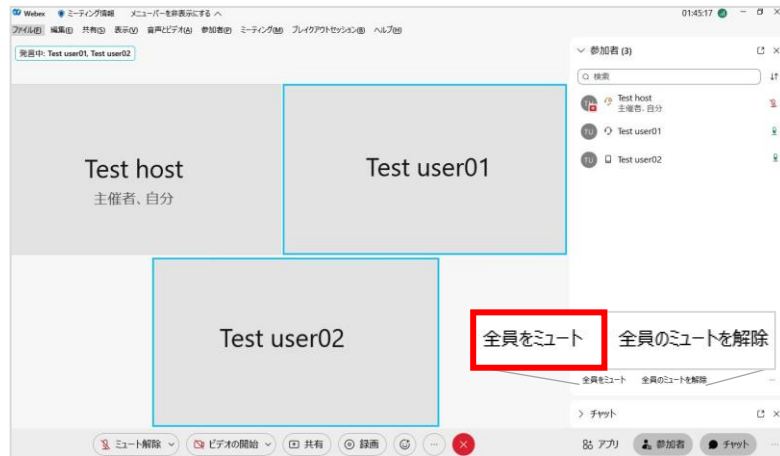 Webex ミーティング情報 メニューバーを非表示にする 01:45:17
ファイル(F) 編集(E) 共有(S) 表示(V) 音声とビデオ(A) 参加者(P) ミーティング(M) ブレイクアウトセッション(B) ヘルプ(H)
発言中: Test user01, Test user02
参加者 (3)
検索
Test host
主催者、自分
TU Test user01
TU Test user02
Test host
主催者、自分
Test user01
Test user02
全員をミュート 全員のミュートを解除
全員をミュート 全員のミュートを解除
チャット
ミュート解除 ビデオの開始 共有 録画 アプリ 参加者 チャット